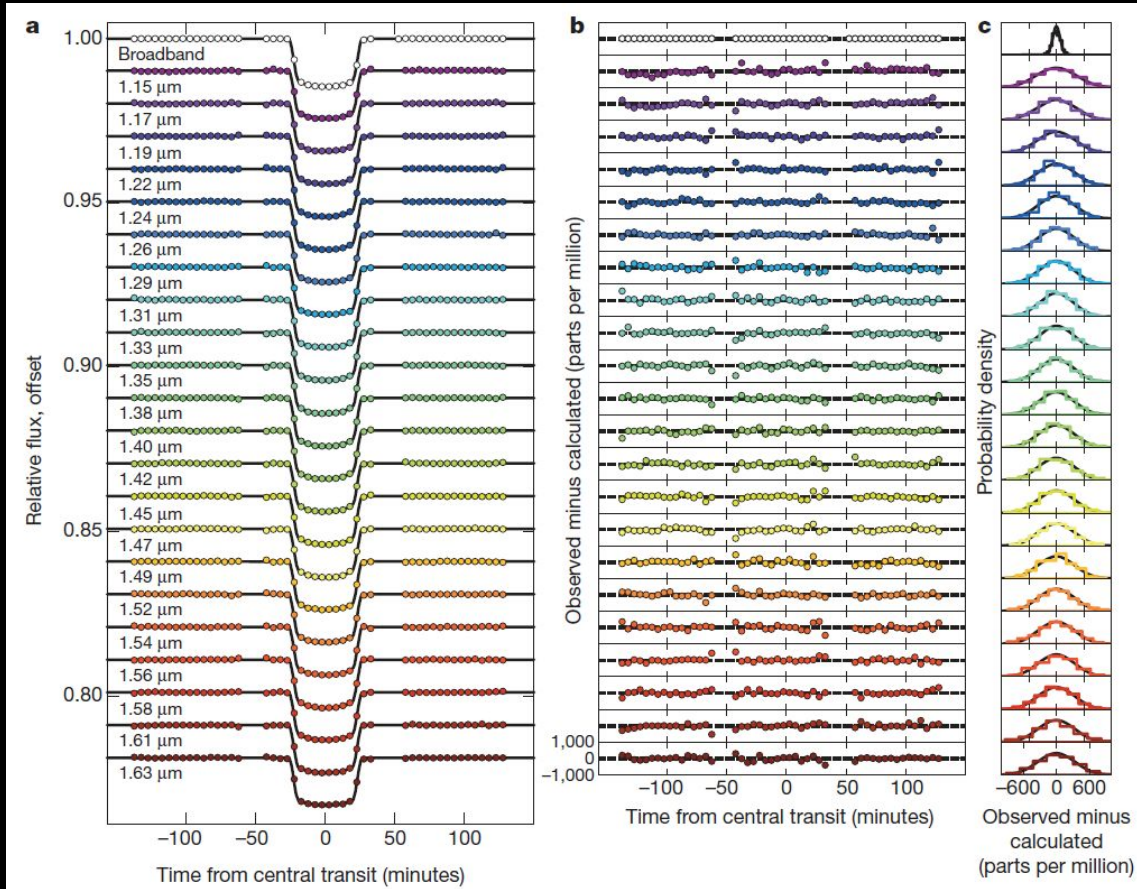 a
1.00
Broadband
1.15 µm
1.17 µm
1.19 µm
1.22 µm
0.95
1.24 µm
1.26 µm
1.29 µm
1.31 µm
1.33 µm
0.90
1.35 µm
1.38 µm
1.40 µm
1.42 µm
1.45 µm
0.85
1.47 µm
1.49 µm
1.52 µm
1.54 µm
1.56 µm
0.80
1.58 µm
1.61 µm
1.63 µm
Relative flux, offset
−100 −50 0 50 100
Time from central transit (minutes)
b
Observed minus calculated (parts per million)
1,000
0
−1,000
−100 −50 0 50 100
Time from central transit (minutes)
c
Probability density
−600 0 600
Observed minus
calculated
(parts per million)